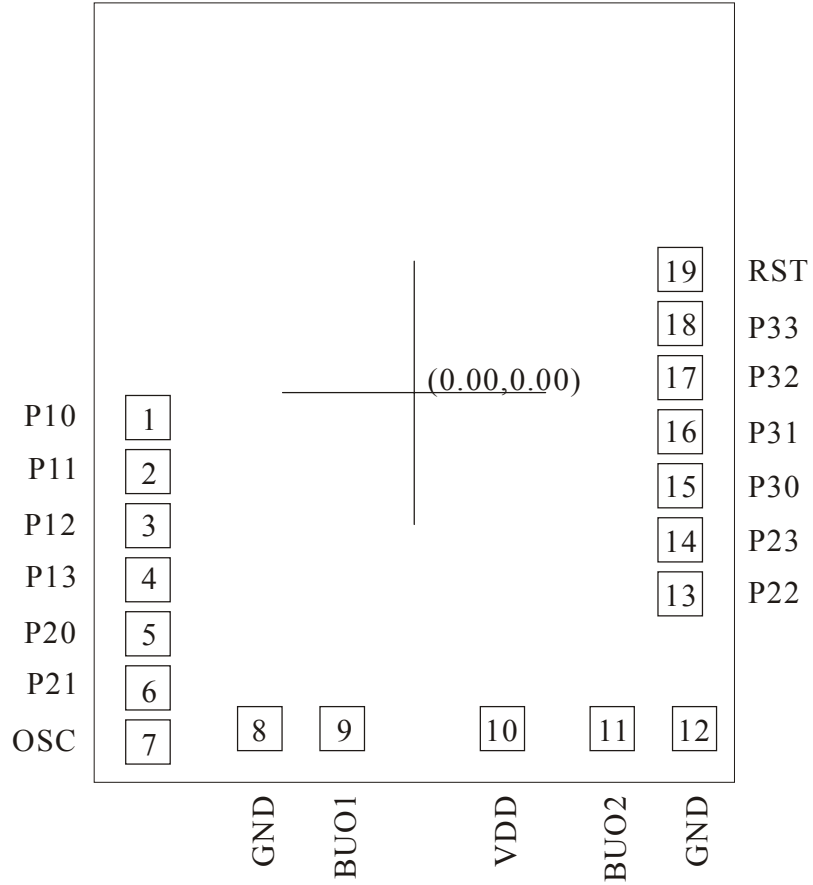 19 RST
18 P33
(0.00,0.00) 17 P32
P10 1 16 P31
P11 2 15 P30
P12 3 14 P23
P13 4 13 P22
P20 5
P21 6
OSC 7 8 9 10 11 12
GND BUO1 VDD BUO2 GND